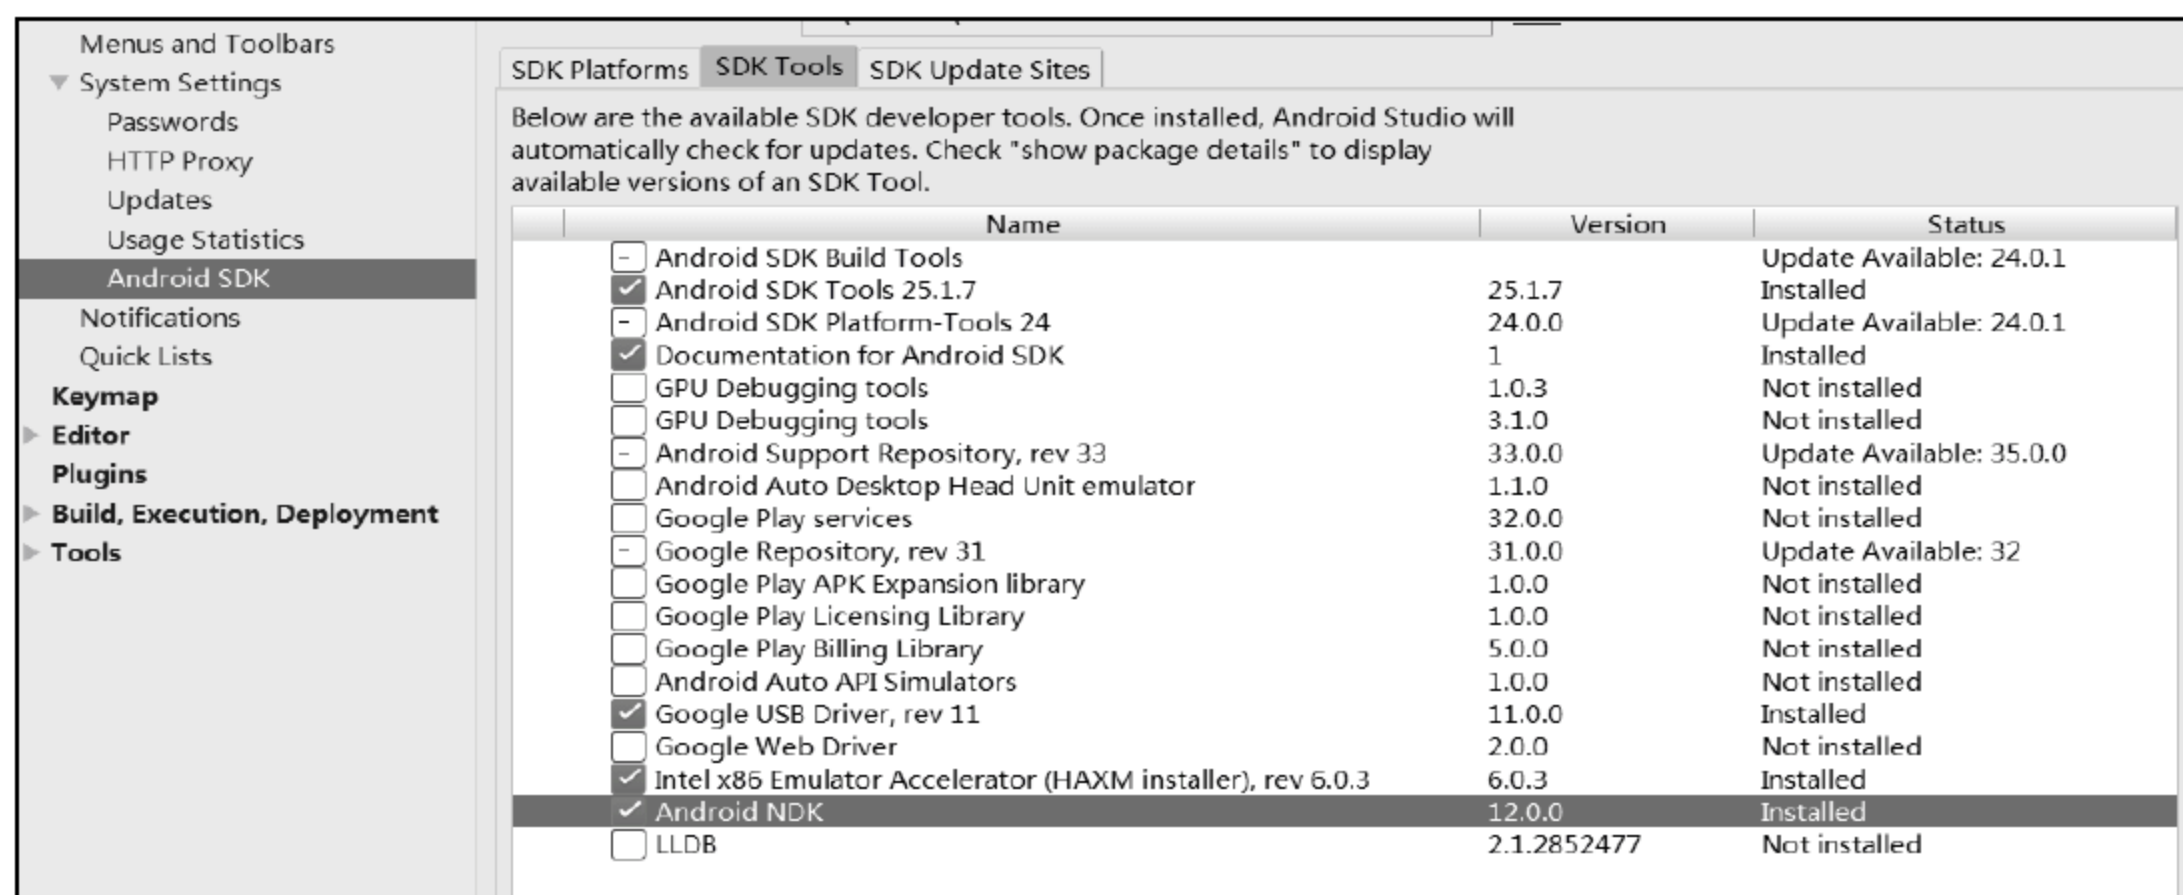 Menus and Toolbars
System Settings
Passwords
HTTP Proxy
Updates
Usage Statistics
Android SDK
Notifications
Quick Lists
Keymap
Editor
Plugins
Build, Execution, Deployment
Tools
SDK Platforms SDK Tools SDK Update Sites
Below are the available SDK developer tools. Once installed, Android Studio will
automatically check for updates. Check "show package details" to display
available versions of an SDK Tool.
Name Version Status
Android SDK Build Tools Update Available: 24.0.1
Android SDK Tools 25.1.7 25.1.7 Installed
Android SDK Platform-Tools 24 24.0.0 Update Available: 24.0.1
Documentation for Android SDK 1 Installed
GPU Debugging tools 1.0.3 Not installed
GPU Debugging tools 3.1.0 Not installed
Android Support Repository, rev 33 33.0.0 Update Available: 35.0.0
Android Auto Desktop Head Unit emulator 1.1.0 Not installed
Google Play services 32.0.0 Not installed
Google Repository, rev 31 31.0.0 Update Available: 32
Google Play APK Expansion library 1.0.0 Not installed
Google Play Licensing Library 1.0.0 Not installed
Google Play Billing Library 5.0.0 Not installed
Android Auto API Simulators 1.0.0 Not installed
Google USB Driver, rev 11 11.0.0 Installed
Google Web Driver 2.0.0 Not installed
Intel x86 Emulator Accelerator (HAXM installer), rev 6.0.3 6.0.3 Installed
Android NDK 12.0.0 Installed
LLDB 2.1.2852477 Not installed